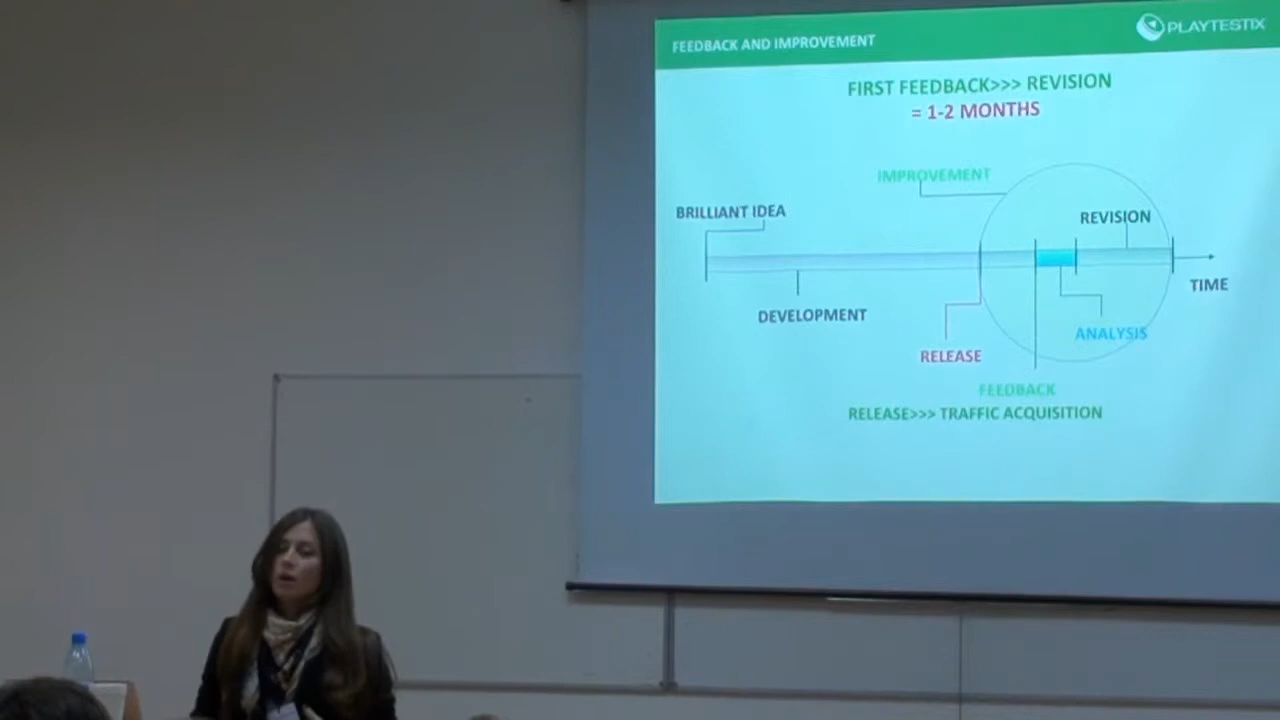 FEEDBACK AND IMPROVEMENT
PLAYTESTIX
FIRST FEEDBACK>>> REVISION
= 1-2 MONTHS
IMPROVEMENT
BRILLIANT IDEA
REVISION
TIME
DEVELOPMENT
ANALYSIS
RELEASE
FEEDBACK
RELEASE>>> TRAFFIC ACQUISITION